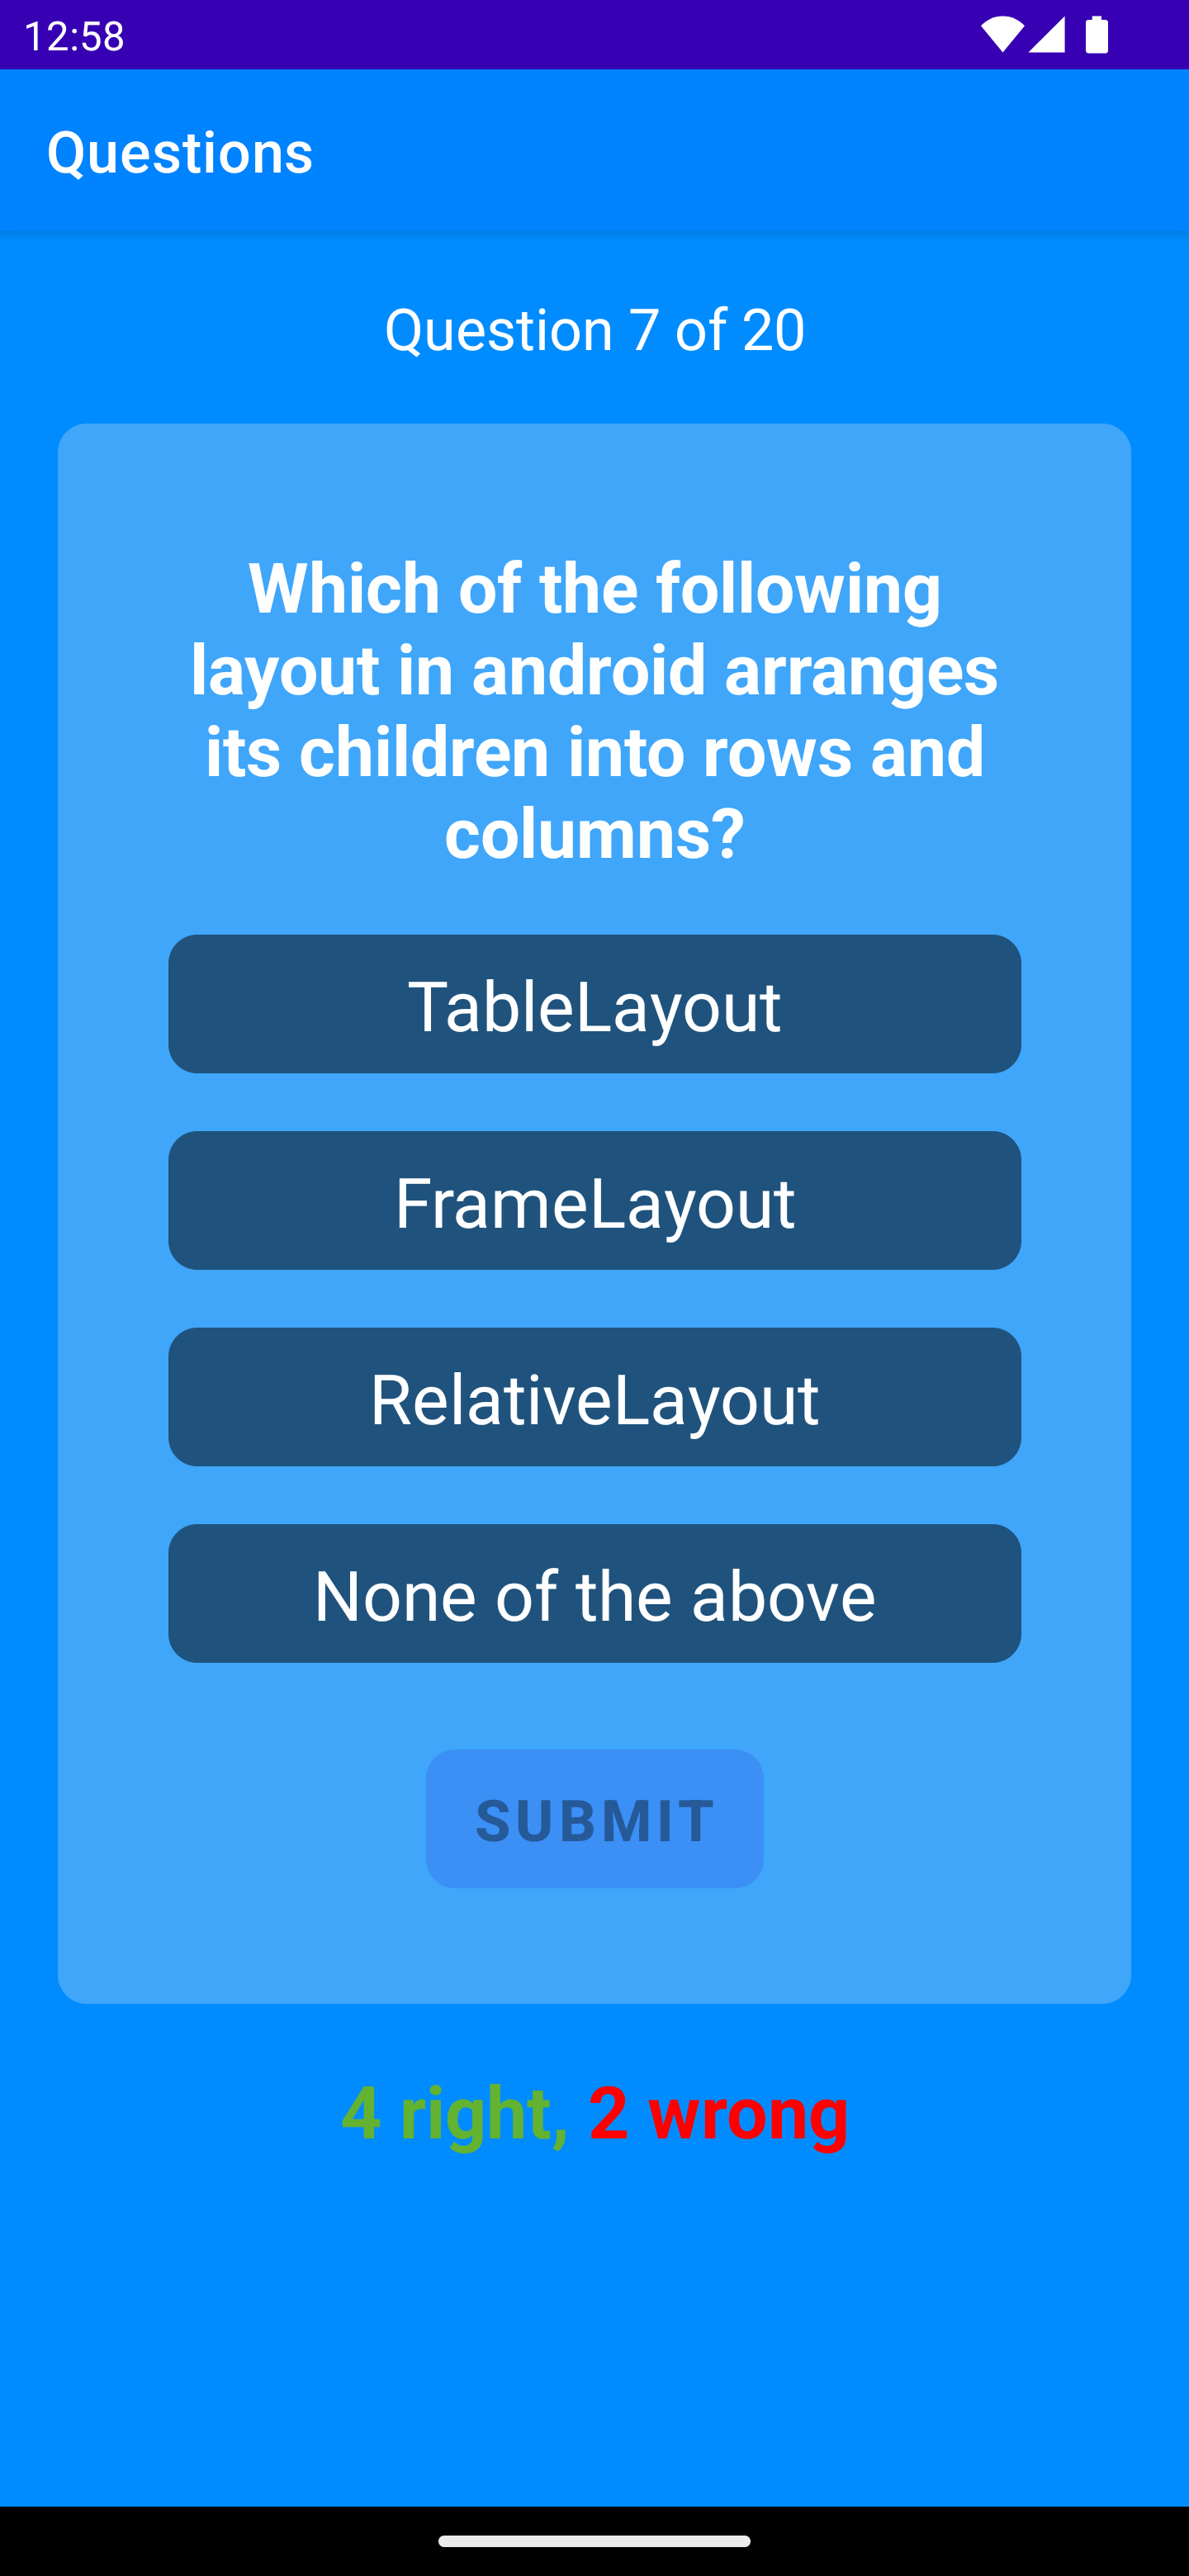 12:58
Questions
Question 7 of 20
Which of the following
layout in android arranges
its children into rows and
columns?
TableLayout
FrameLayout
RelativeLayout
None of the above
SUBMIT
4 right, 2 wrong